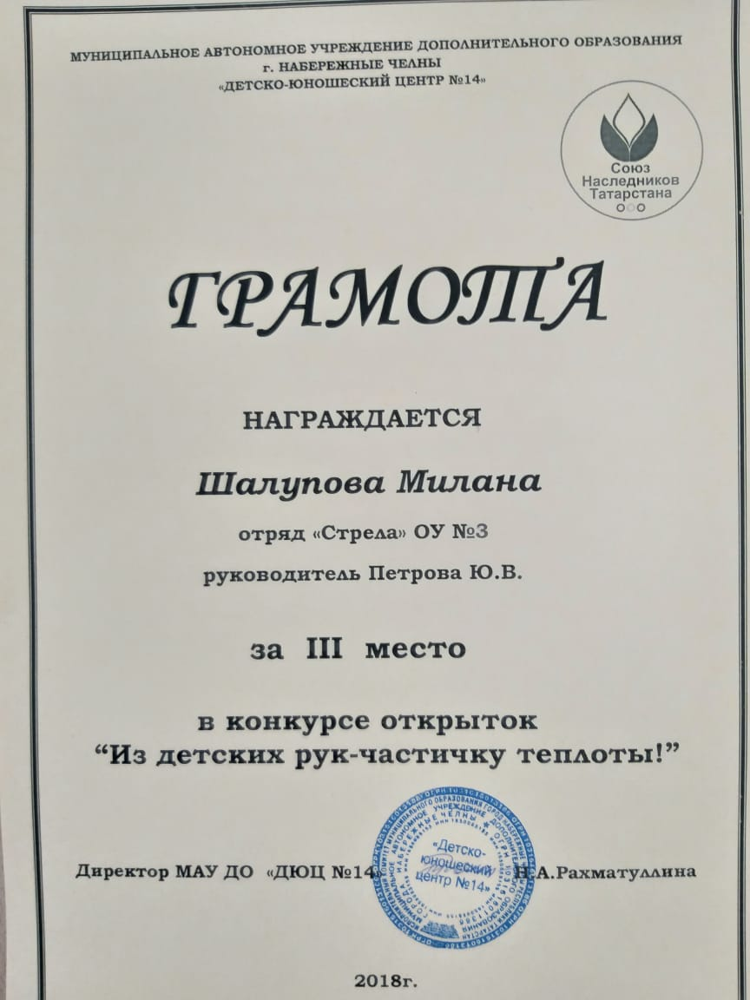 МУНИЦИПАЛЬНОЕ АВТОНОМНОЕ УЧРЕЖДЕНИЕ ДОПОЛНИТЕЛЬНОГО ОБРАЗОВАНИЯ
г. НАБЕРЕЖНЫЕ ЧЕЛНЫ
«ДЕТСКО-ЮНОШЕСКИЙ ЦЕНТР №14»
Союз
Наследников
Татарстана
ГРАМОТА
НАГРАЖДАЕТСЯ
Шалупова Милана
отряд «Стрела» ОУ №3
руководитель Петрова Ю.В.
за III место
в конкурсе открыток
“Из детских рук-частичку теплоты!”
«Детско-
юношеский
центр №14»
Директор МАУ ДО «ДЮЦ №14» Н.А.Рахматуллина
2018г.